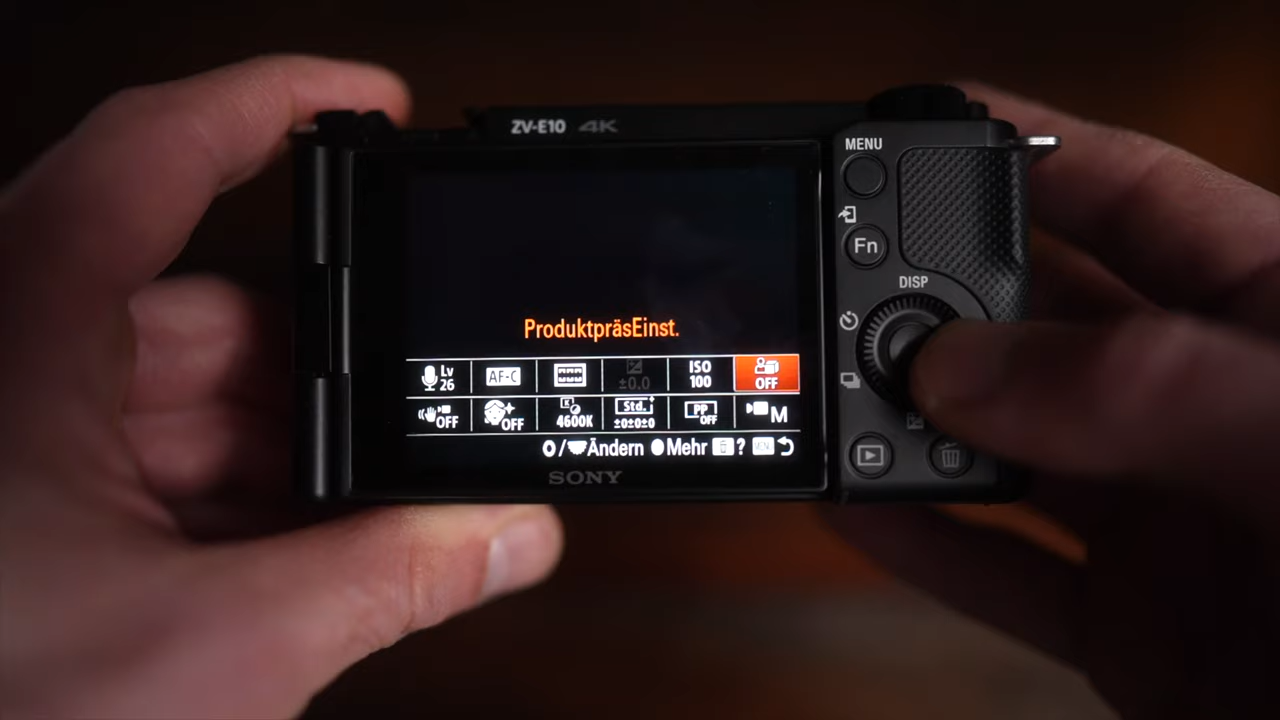 ZV-E10 4K
MENU
Fn
DISP
ProduktpräsEinst.
Lv 26 AF-C ±0.0 ISO 100 OFF
OFF OFF K 4600K Std. ±0±0±0 PP OFF M
/ Ändern Mehr ? MENU
SONY